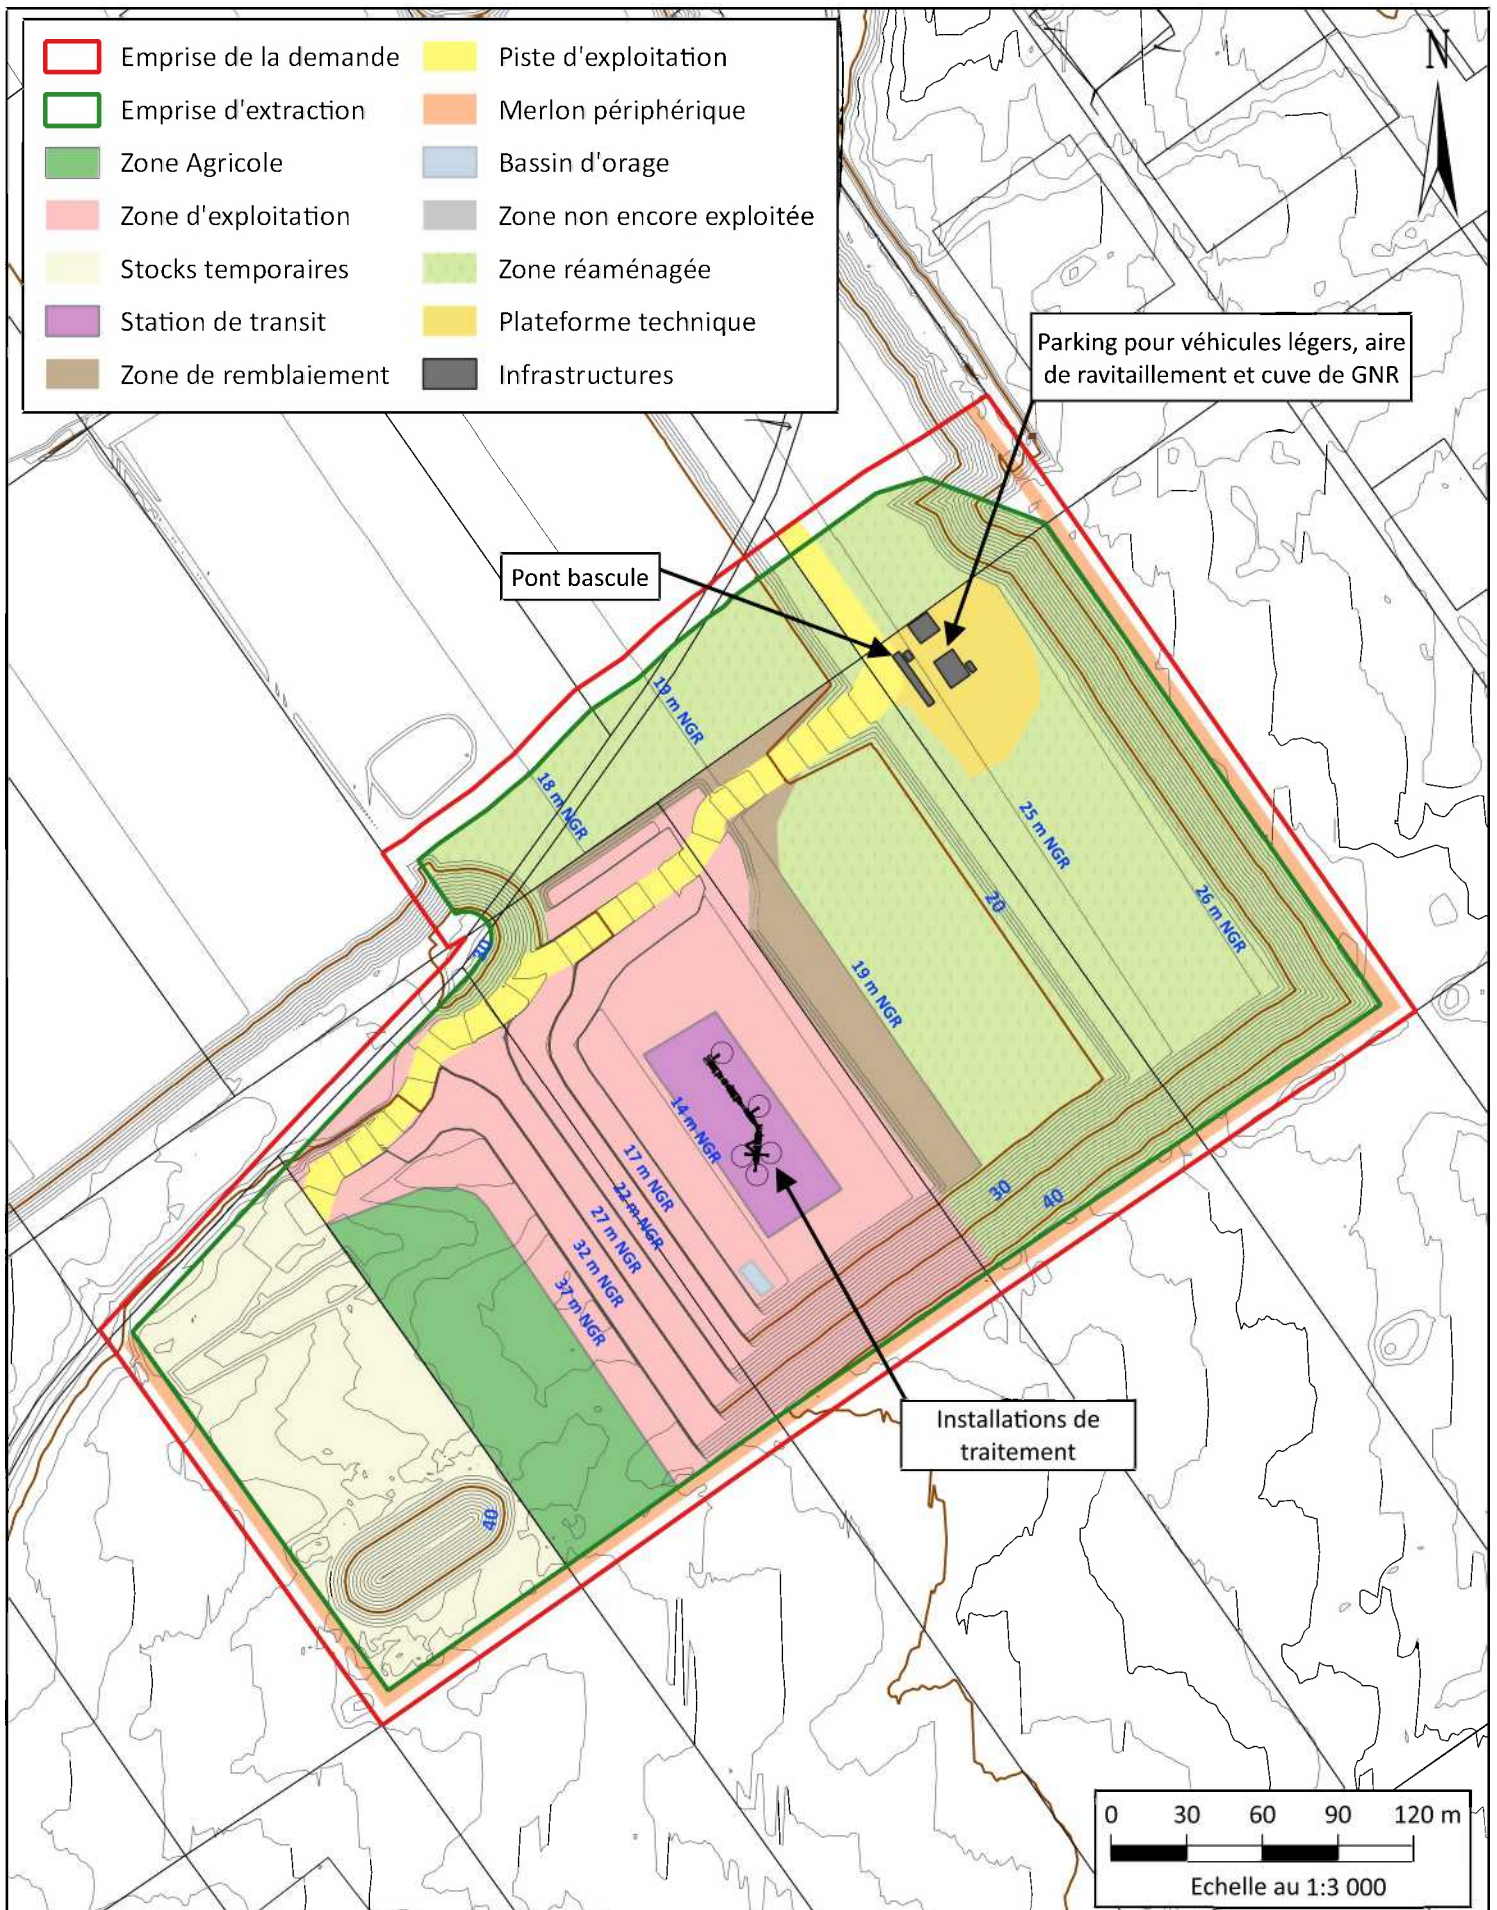 Emprise de la demande
Emprise d'extraction
Zone Agricole
Zone d'exploitation
Stocks temporaires
Station de transit
Zone de remblaiement
Piste d'exploitation
Merlon périphérique
Bassin d'orage
Zone non encore exploitée
Zone réaménagée
Plateforme technique
Infrastructures
N
Parking pour véhicules légers, aire
de ravitaillement et cuve de GNR
Pont bascule
19 m NGR
18 m NGR
25 m NGR
20
26 m NGR
30
19 m NGR
14 m NGR
17 m NGR
22 m NGR
27 m NGR
32 m NGR
37 m NGR
30
40
40
Installations de
traitement
0 30 60 90 120 m
Echelle au 1:3 000